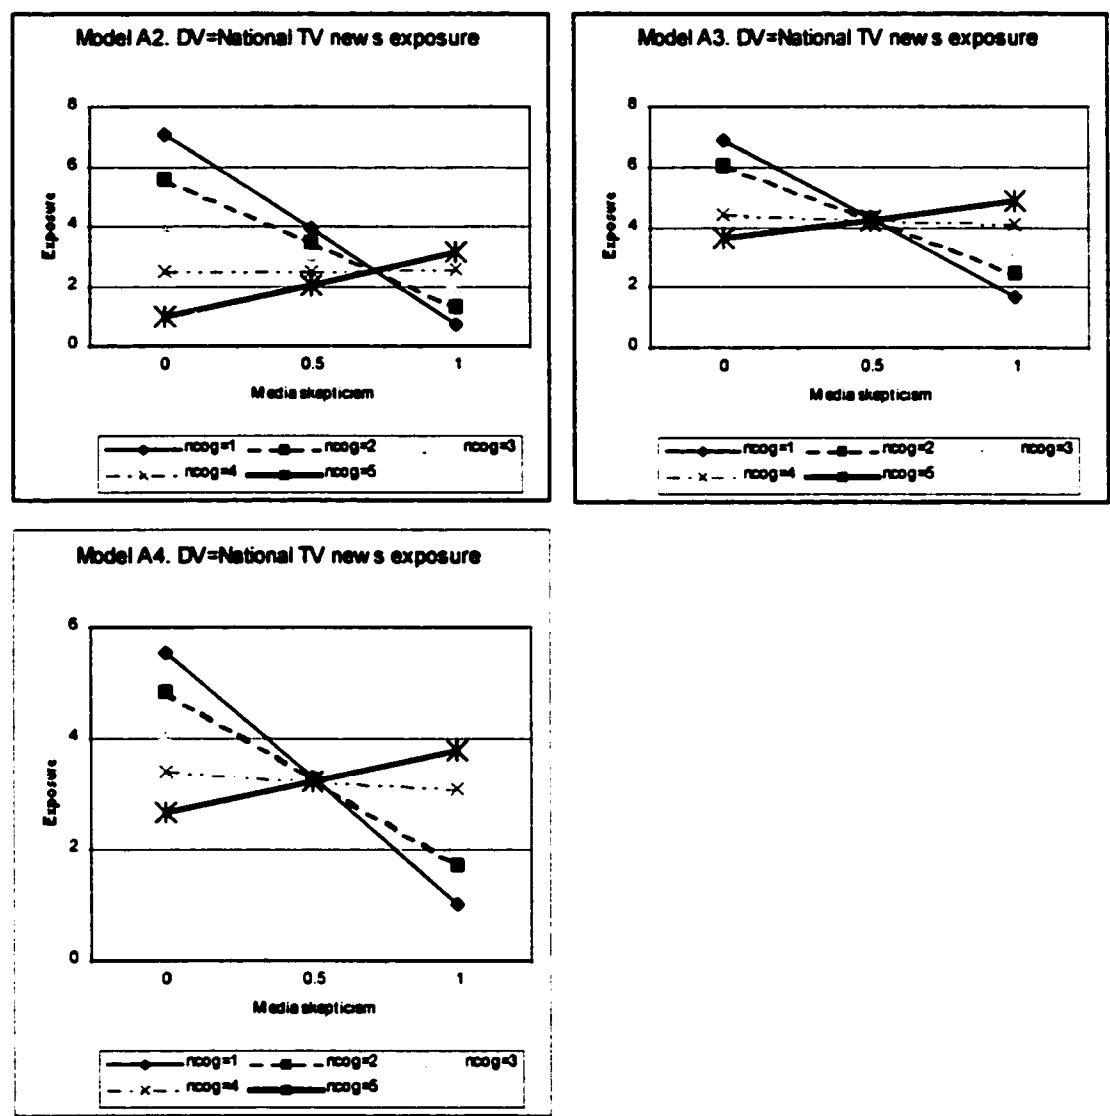 Model A2. DV=National TV news exposure
8
6
4
2
0
Exposure
0 0.5 1
Media skepticism
ncog=1 ncog=2 ncog=3
ncog=4 ncog=5
Model A3. DV=National TV news exposure
8
6
4
2
0
Exposure
0 0.5 1
Media skepticism
ncog=1 ncog=2 ncog=3
ncog=4 ncog=5
Model A4. DV=National TV news exposure
6
4
2
0
Exposure
0 0.5 1
Media skepticism
ncog=1 ncog=2 ncog=3
ncog=4 ncog=5